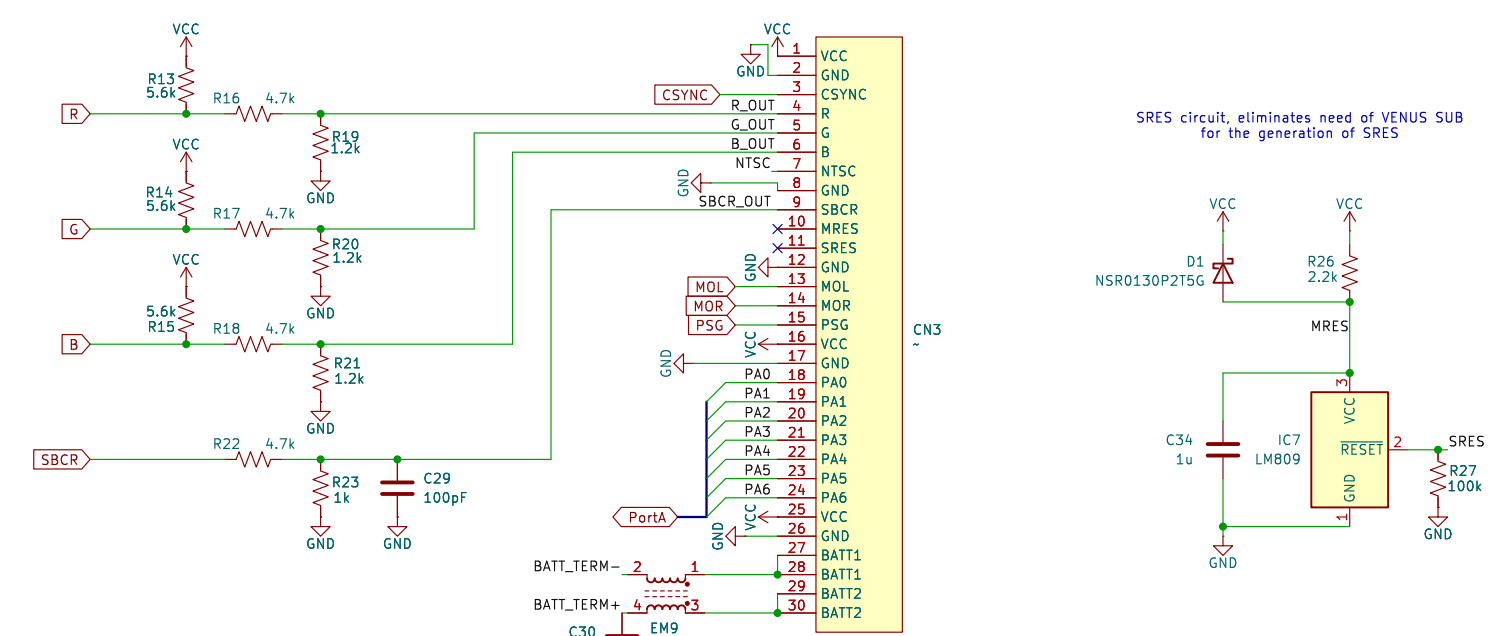 VCC
R13
5.6k
R
R16 4.7k
R19
1.2k
GND
VCC
R14
5.6k
G
R17 4.7k
R20
1.2k
GND
VCC
5.6k
R15
B
R18 4.7k
R21
1.2k
GND
SBCR
R22 4.7k
R23
1k
GND
C29
100pF
GND
VCC
GND
1 VCC
2 GND
CSYNC 3 CSYNC
R_OUT 4 R
G_OUT 5 G
B_OUT 6 B
NTSC 7 NTSC
GND 8 GND
SBCR_OUT 9 SBCR
10 MRES
11 SRES
GND 12 GND
MOL 13 MOL
MOR 14 MOR
PSG 15 PSG
VCC 16 VCC
GND 17 GND
PA0 18 PA0
PA1 19 PA1
PA2 20 PA2
PA3 21 PA3
PA4 22 PA4
PA5 23 PA5
PA6 24 PA6
PortA VCC 25 VCC
GND 26 GND
27 BATT1
BATT_TERM- 2 1 28 BATT1
29 BATT2
BATT_TERM+ 4 3 30 BATT2
C30 EM9
CN3
~
SRES circuit, eliminates need of VENUS SUB
for the generation of SRES
VCC
D1
NSR0130P2T5G
VCC
R26
2.2k
MRES
C34
1u
IC7
LM809
3
VCC
RESET
GND
1
2
SRES
R27
100k
GND
GND